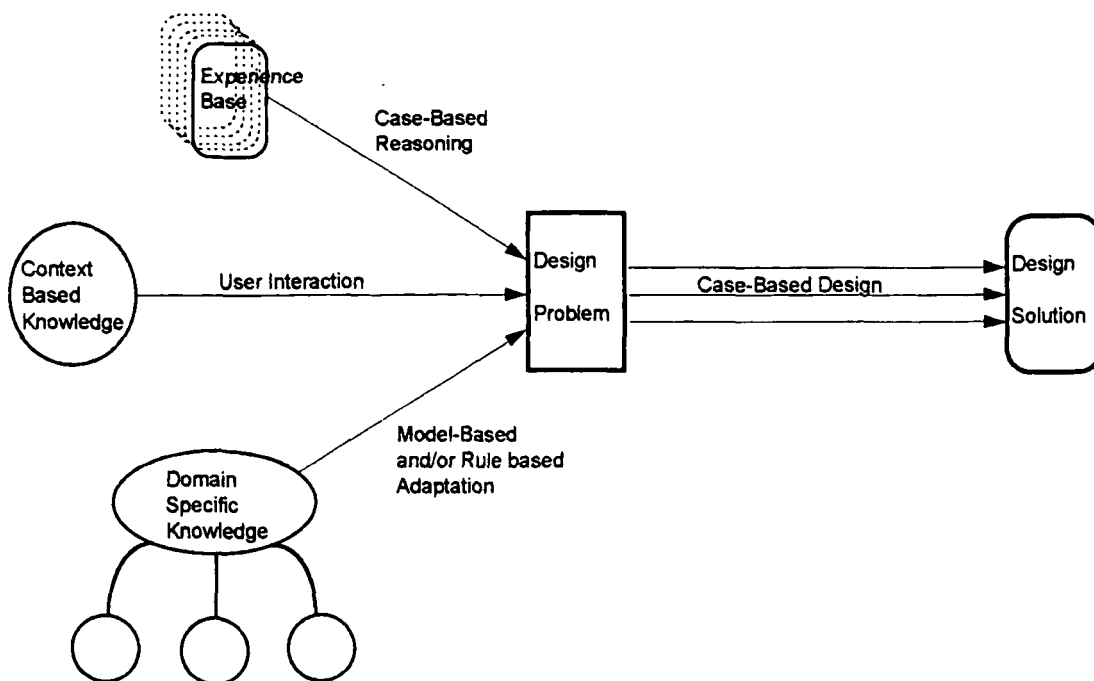 Experience
Base
Case-Based
Reasoning
Context
Based
Knowledge
User Interaction
Design
Problem
Case-Based Design
Design
Solution
Model-Based
and/or Rule based
Adaptation
Domain
Specific
Knowledge